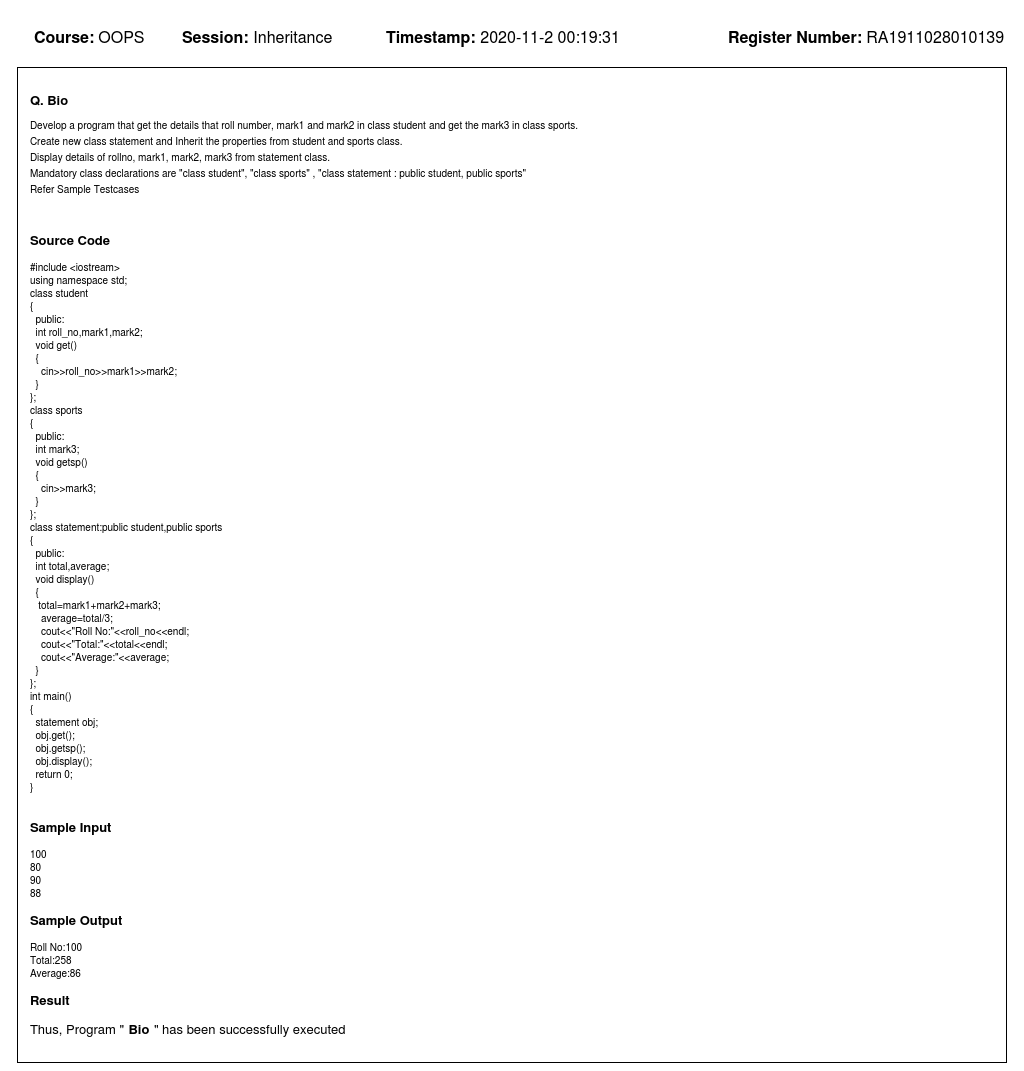 Course: OOPS Session: Inheritance Timestamp: 2020-11-2 00:19:31 Register Number: RA1911028010139
Q. Bio
Develop a program that get the details that roll number, mark1 and mark2 in class student and get the mark3 in class sports.
Create new class statement and Inherit the properties from student and sports class.
Display details of rollno, mark1, mark2, mark3 from statement class.
Mandatory class declarations are "class student", "class sports" , "class statement : public student, public sports"
Refer Sample Testcases
Source Code
#include <iostream>
using namespace std;
class student
{
  public:
  int roll_no,mark1,mark2;
  void get()
  {
    cin>>roll_no>>mark1>>mark2;
  }
};
class sports
{
  public:
  int mark3;
  void getsp()
  {
    cin>>mark3;
  }
};
class statement:public student,public sports
{
  public:
  int total,average;
  void display()
  {
   total=mark1+mark2+mark3;
    average=total/3;
    cout<<"Roll No:"<<roll_no<<endl;
    cout<<"Total:"<<total<<endl;
    cout<<"Average:"<<average;
  }
};
int main()
{
  statement obj;
  obj.get();
  obj.getsp();
  obj.display();
  return 0;
}
Sample Input
100
80
90
88
Sample Output
Roll No:100
Total:258
Average:86
Result
Thus, Program " Bio " has been successfully executed